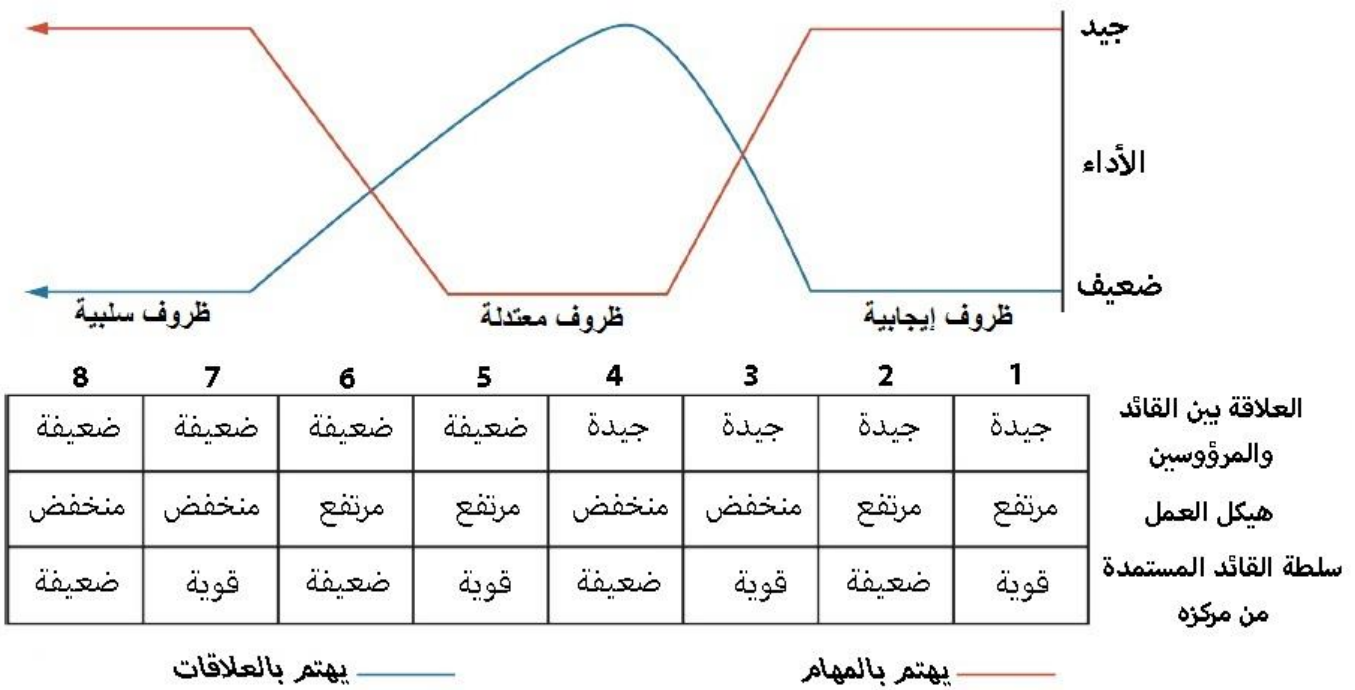 جيد
الأداء
ضعيف
ظروف إيجابية
ظروف معتدلة
ظروف سلبية
1 2 3 4 5 6 7 8
العلاقة بين القائد
والمرؤوسين
جيدة جيدة جيدة جيدة ضعيفة ضعيفة ضعيفة ضعيفة
هيكل العمل
مرتفع مرتفع منخفض منخفض مرتفع مرتفع منخفض منخفض
سلطة القائد المستمدة
من مركزه
قوية ضعيفة قوية ضعيفة قوية ضعيفة قوية ضعيفة
يهتم بالمهام
يهتم بالعلاقات